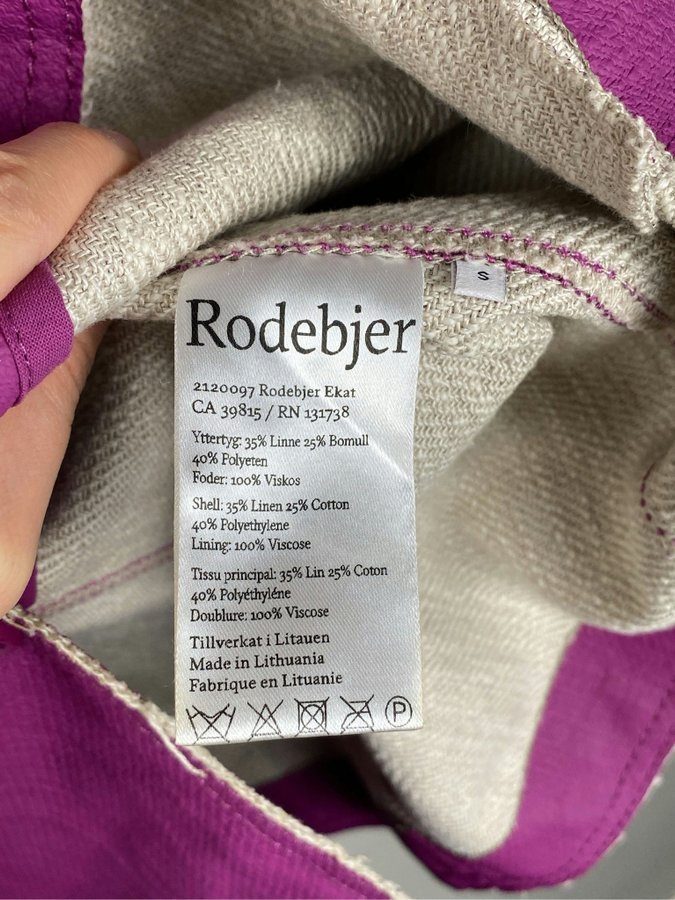 Rodebjer
S
2120097 Rodebjer Ekat
CA 39815 / RN 131738
Yttertyg: 35% Linne 25% Bomull
40% Polyeten
Foder: 100% Viskos
Shell: 35% Linen 25% Cotton
40% Polyethylene
Lining: 100% Viscose
Tissu principal: 35% Lin 25% Coton
40% Polyéthyléne
Doublure: 100% Viscose
Tillverkat i Litauen
Made in Lithuania
Fabrique en Lituanie
P